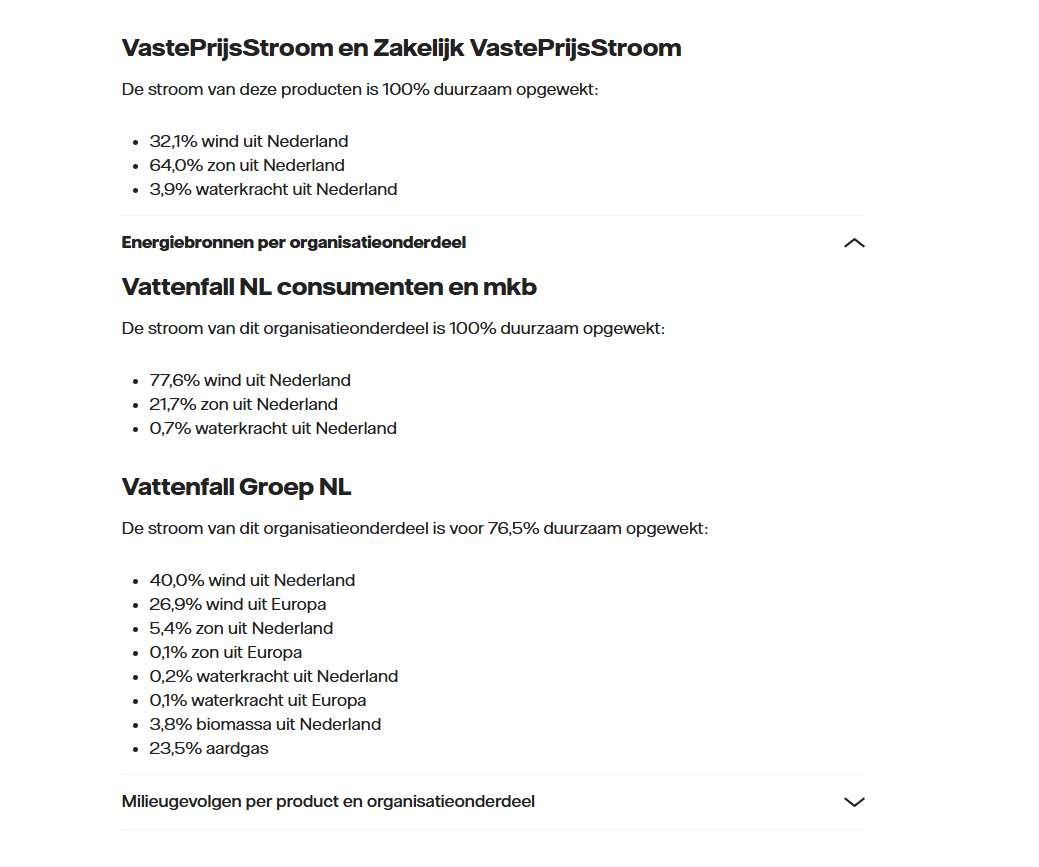 VastePrijsStroom en Zakelijk VastePrijsStroom
De stroom van deze producten is 100% duurzaam opgewekt:
• 32,1% wind uit Nederland
• 64,0% zon uit Nederland
• 3,9% waterkracht uit Nederland
Energiebronnen per organisatieonderdeel
Vattenfall NL consumenten en mkb
De stroom van dit organisatieonderdeel is 100% duurzaam opgewekt:
• 77,6% wind uit Nederland
• 21,7% zon uit Nederland
• 0,7% waterkracht uit Nederland
Vattenfall Groep NL
De stroom van dit organisatieonderdeel is voor 76,5% duurzaam opgewekt:
• 40,0% wind uit Nederland
• 26,9% wind uit Europa
• 5,4% zon uit Nederland
• 0,1% zon uit Europa
• 0,2% waterkracht uit Nederland
• 0,1% waterkracht uit Europa
• 3,8% biomassa uit Nederland
• 23,5% aardgas
Milieugevolgen per product en organisatieonderdeel